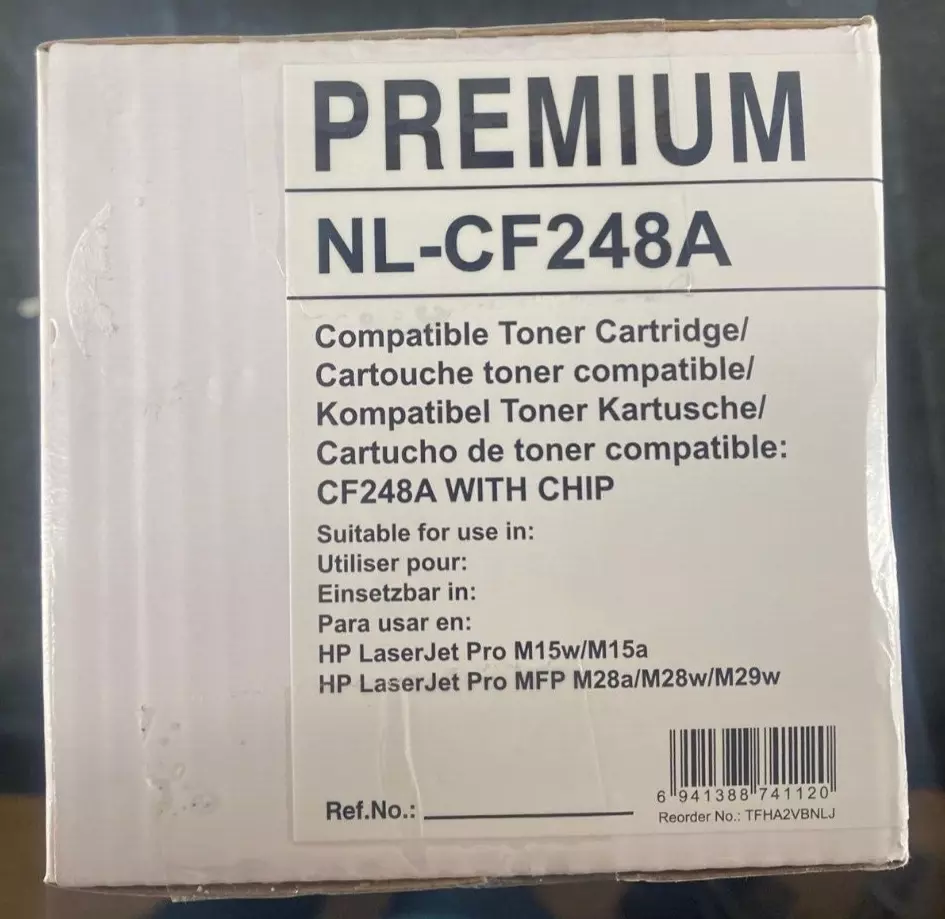 PREMIUM
NL-CF248A
Compatible Toner Cartridge/
Cartouche toner compatible/
Kompatibel Toner Kartusche/
Cartucho de toner compatible:
CF248A WITH CHIP
Suitable for use in:
Utiliser pour:
Einsetzbar in:
Para usar en:
HP LaserJet Pro M15w/M15a
HP LaserJet Pro MFP M28a/M28w/M29w
6 941388 741120
Ref.No.:
Reorder No.: TFHA2VBNLJ